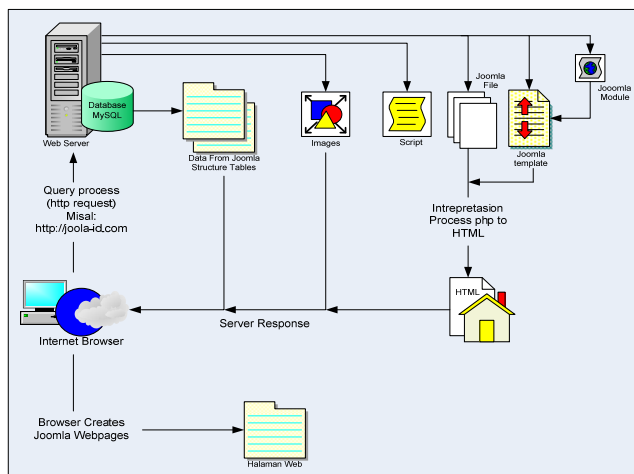 Database
MySQL
Web Server
Data From Joomla
Structure Tables
Images
Script
Joomla
File
Joomla
template
Jooomla
Module
Query process
(http request)
Misal:
http://joola-id.com
Intrepretasion
Process php to
HTML
HTML
Server Response
Internet Browser
Browser Creates
Joomla Webpages
Halaman Web